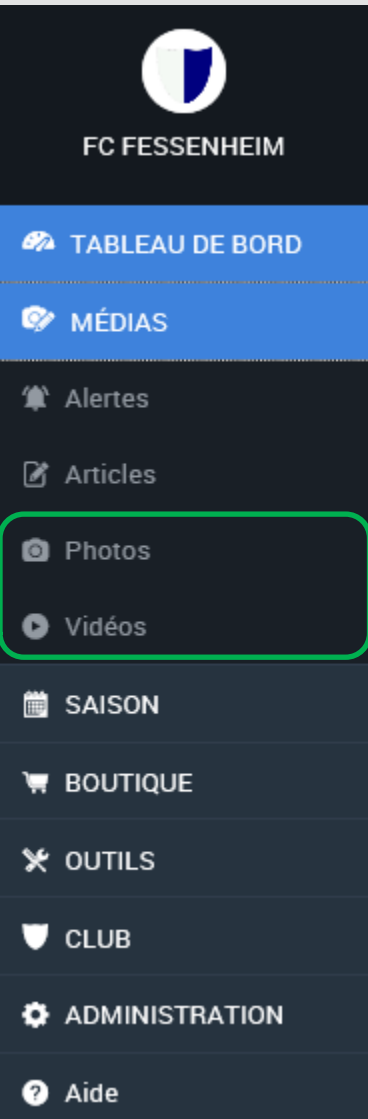 FC FESSENHEIM
TABLEAU DE BORD
MÉDIAS
Alertes
Articles
Photos
Vidéos
SAISON
BOUTIQUE
OUTILS
CLUB
ADMINISTRATION
Aide